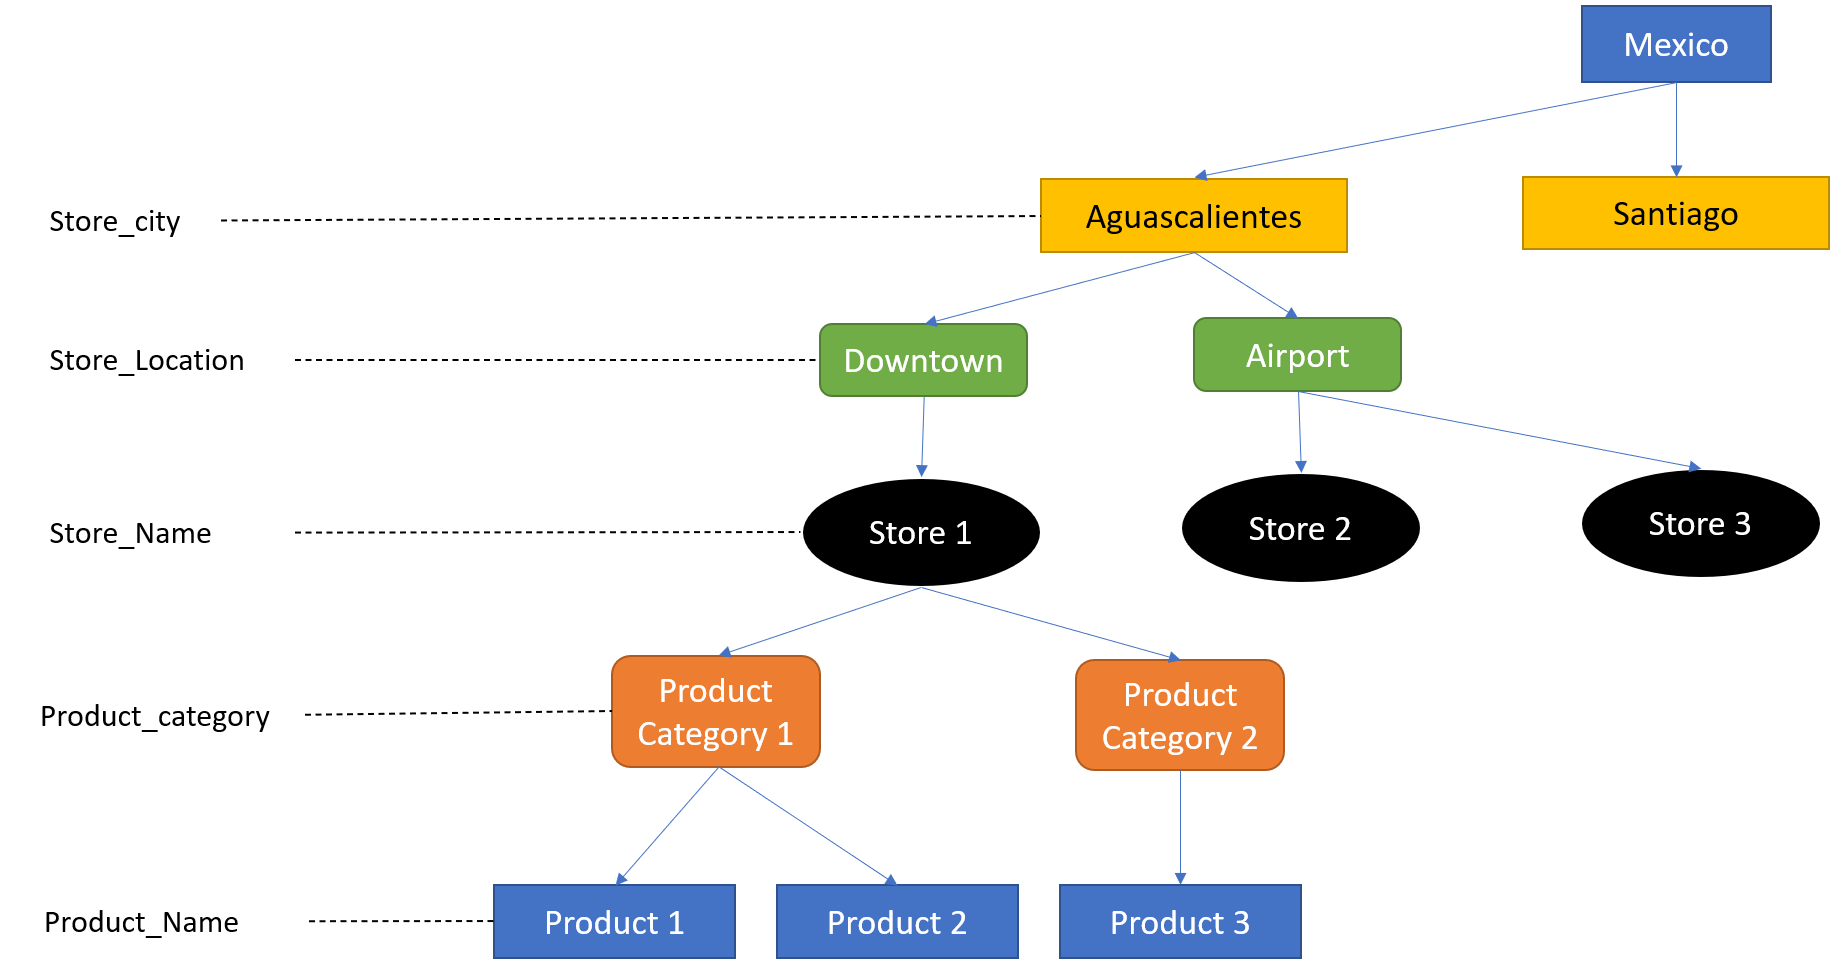 Mexico
Store_city
Aguascalientes
Santiago
Store_Location
Downtown
Airport
Store_Name
Store 1
Store 2
Store 3
Product_category
Product
Category 1
Product
Category 2
Product_Name
Product 1
Product 2
Product 3